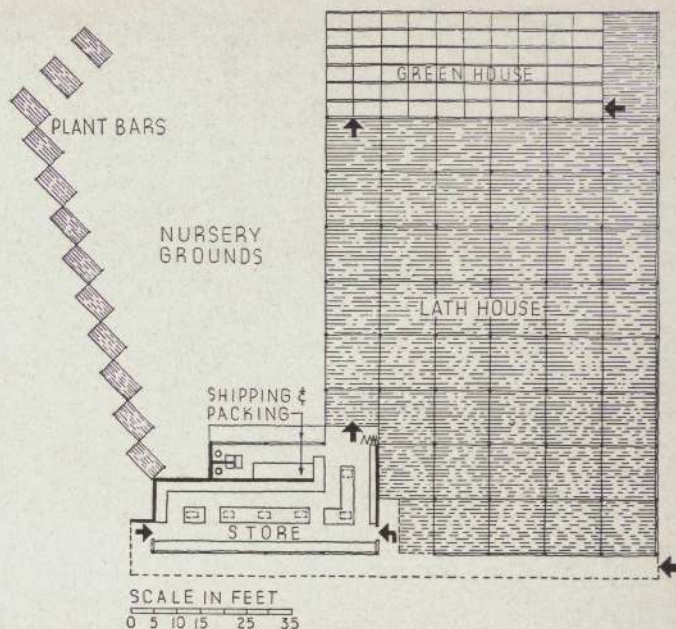 GREEN HOUSE
PLANT BARS
NURSERY
GROUNDS
LATH HOUSE
SHIPPING &
PACKING
STORE
SCALE IN FEET
0 5 10 15 25 35